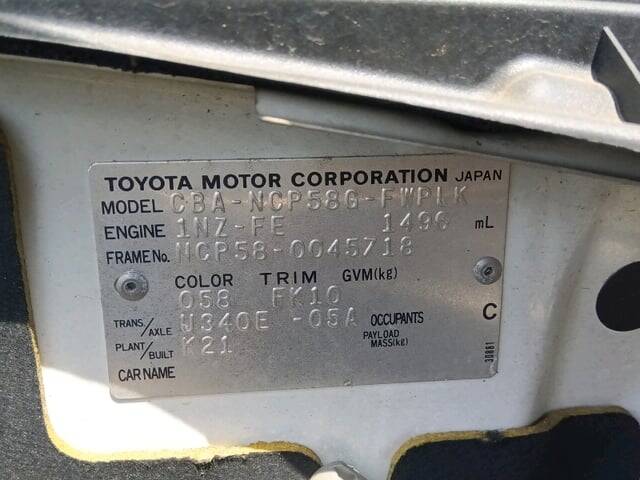 TOYOTA MOTOR CORPORATION JAPAN
MODEL CBA-NCP58G-FWPLK
ENGINE 1NZ-FE 1496 mL
FRAME No. NCP58-0045718
COLOR TRIM GVM(kg)
058 FK10
TRANS./AXLE U340E -05A OCCUPANTS C
PLANT/BUILT K21 PAYLOAD MASS(kg)
CAR NAME